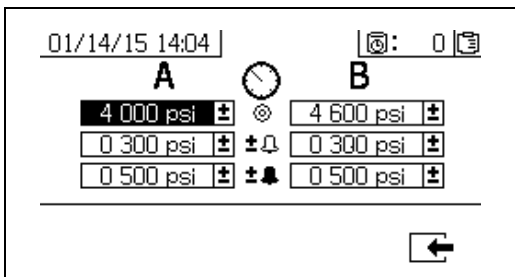 01/14/15 14:04 : 0
A B
4 000 psi ± 4 600 psi ±
0 300 psi ± ± 0 300 psi ±
0 500 psi ± ± 0 500 psi ±